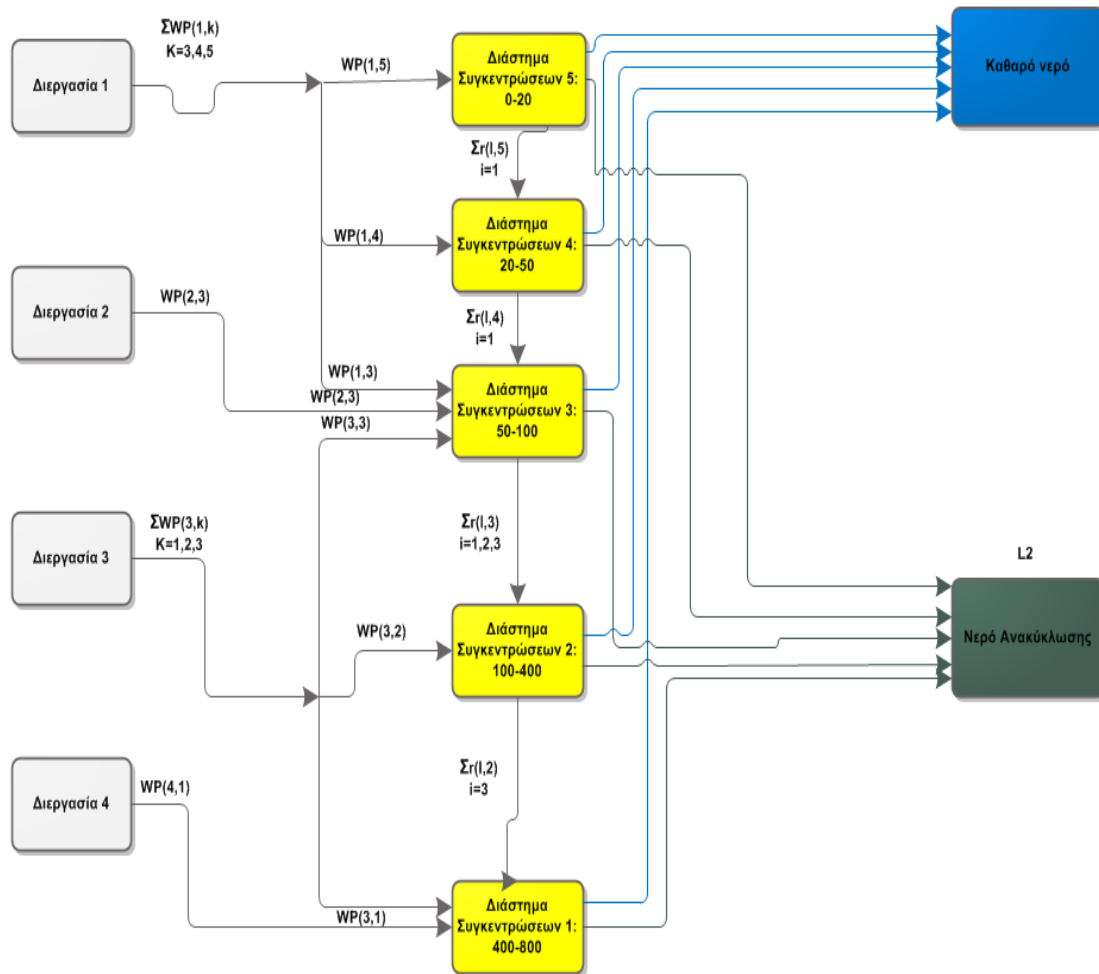 ΣWP(1,k)
K=3,4,5
Διεργασία 1
WP(1,5)
Διάστημα
Συγκεντρώσεων 5:
0-20
Καθαρό νερό
Σr(I,5)
i=1
WP(1,4)
Διάστημα
Συγκεντρώσεων 4:
20-50
Διεργασία 2
WP(2,3)
Σr(I,4)
i=1
WP(1,3)
WP(2,3)
WP(3,3)
Διάστημα
Συγκεντρώσεων 3:
50-100
Διεργασία 3
ΣWP(3,k)
K=1,2,3
Σr(I,3)
i=1,2,3
L2
Νερό Ανακύκλωσης
WP(3,2)
Διάστημα
Συγκεντρώσεων 2:
100-400
Διεργασία 4
WP(4,1)
Σr(I,2)
i=3
WP(3,1)
Διάστημα
Συγκεντρώσεων 1:
400-800